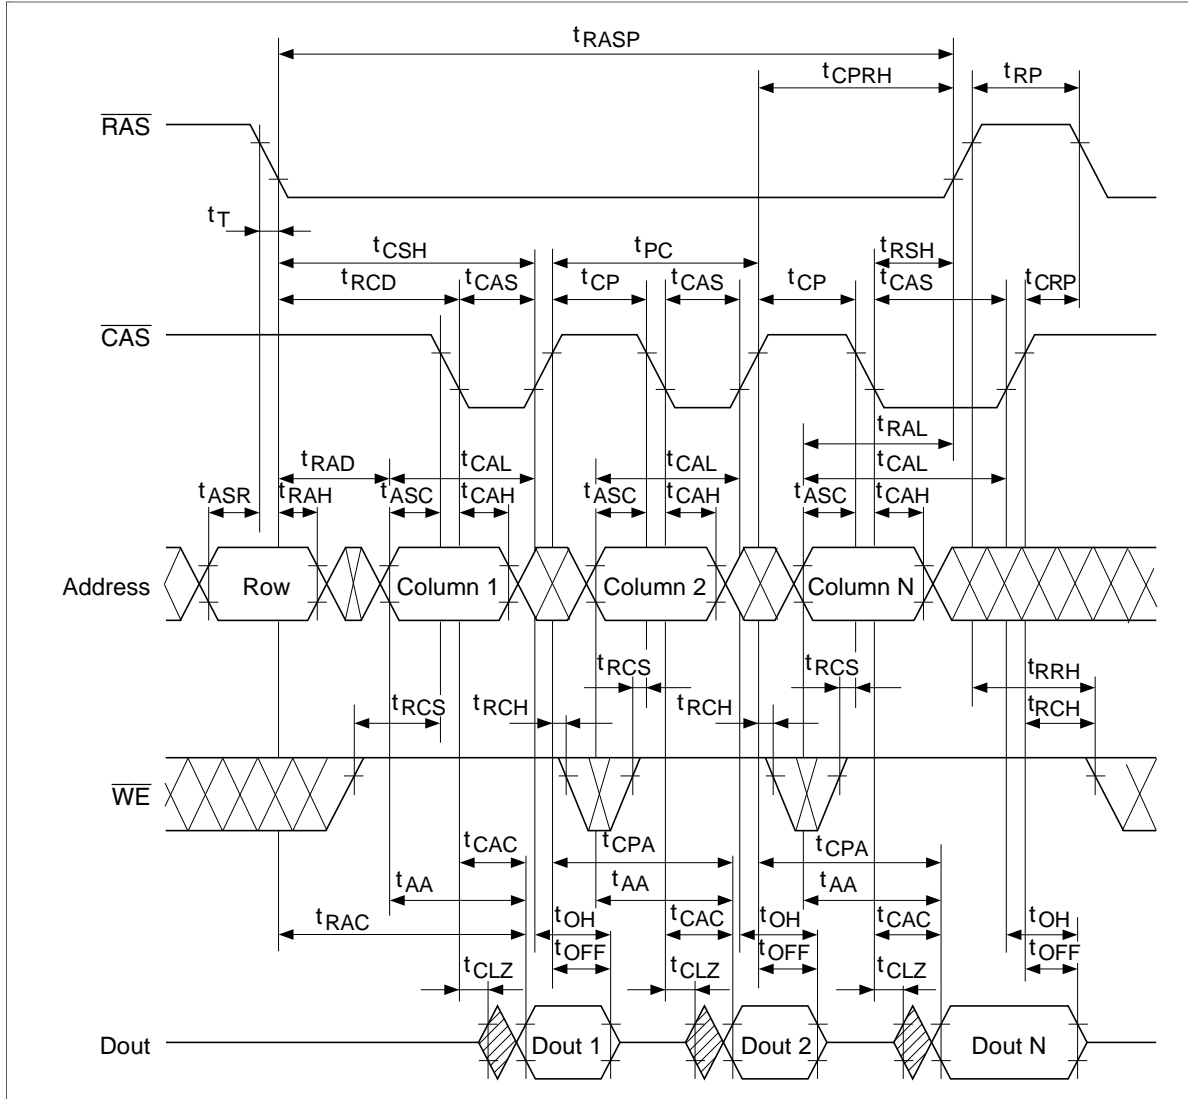 tRASP
tCPRH tRP
RAS
tT
tCSH tPC tRSH
tRCD tCAS tCP tCAS tCP tCAS tCRP
CAS
tRAL
tRAD tCAL tCAL tCAL
tASR tRAH tASC tCAH tASC tCAH tASC tCAH
Address Row Column 1 Column 2 Column N
tRCS tRCS tRRH
tRCS tRCH tRCH tRCH
WE
tCAC tCPA tCPA
tAA tAA tAA
tRAC tOH tCAC tOH tCAC tOH
tOFF tOFF tOFF
tCLZ tCLZ tCLZ
Dout Dout 1 Dout 2 Dout N